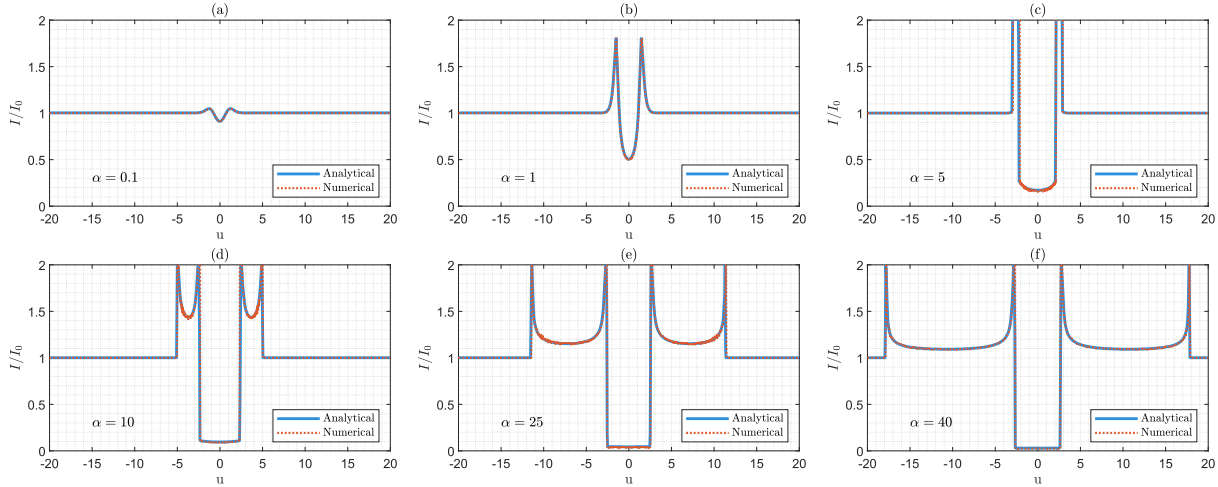 (a)
2
1.5
1
0.5
0
I/I₀
α = 0.1
Analytical
Numerical
-20 -15 -10 -5 0 5 10 15 20
u
(b)
2
1.5
1
0.5
0
I/I₀
α = 1
Analytical
Numerical
-20 -15 -10 -5 0 5 10 15 20
u
(c)
2
1.5
1
0.5
0
I/I₀
α = 5
Analytical
Numerical
-20 -15 -10 -5 0 5 10 15 20
u
(d)
2
1.5
1
0.5
0
I/I₀
α = 10
Analytical
Numerical
-20 -15 -10 -5 0 5 10 15 20
u
(e)
2
1.5
1
0.5
0
I/I₀
α = 25
Analytical
Numerical
-20 -15 -10 -5 0 5 10 15 20
u
(f)
2
1.5
1
0.5
0
I/I₀
α = 40
Analytical
Numerical
-20 -15 -10 -5 0 5 10 15 20
u